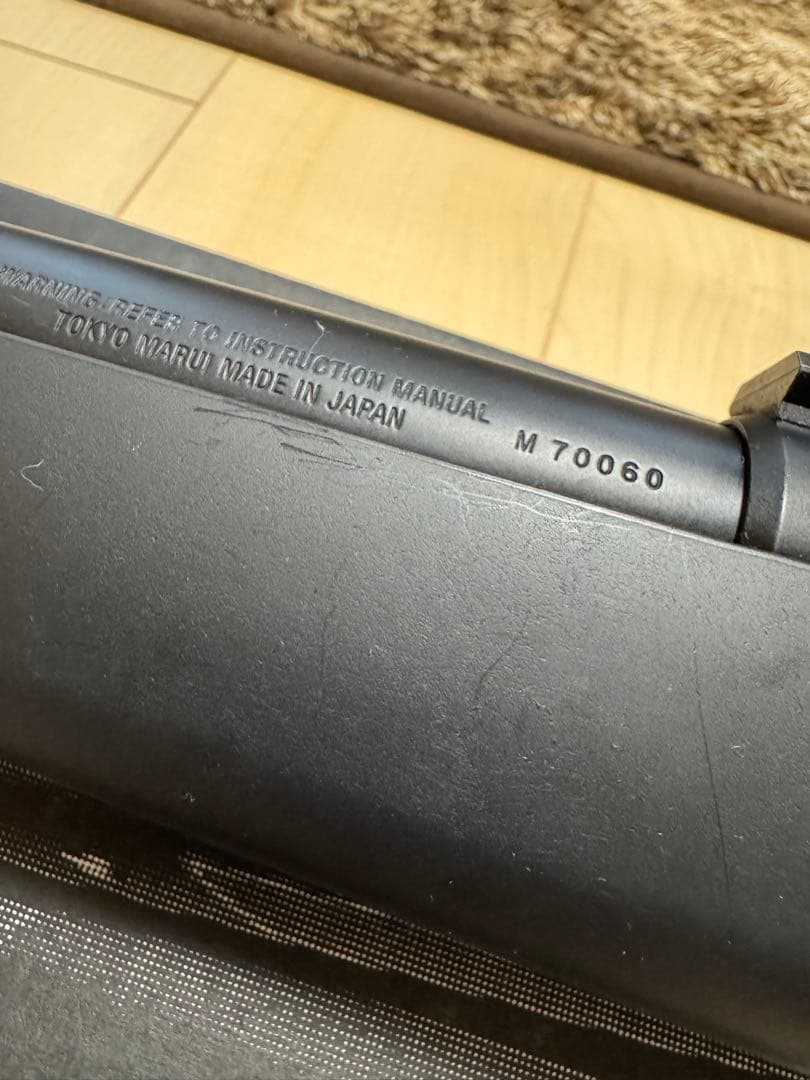 WARNING: REFER TO INSTRUCTION MANUAL
TOKYO MARUI MADE IN JAPAN
M 70060